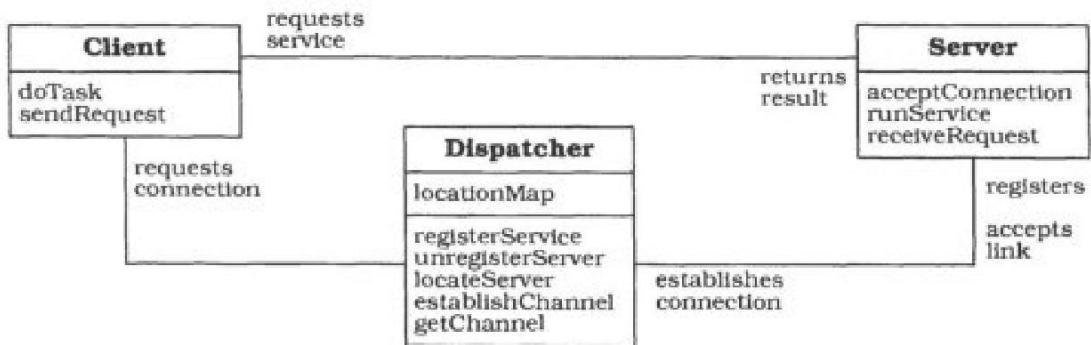 requests
service
Client
doTask
sendRequest
Server
returns
result
acceptConnection
runService
receiveRequest
requests
connection
Dispatcher
locationMap
registerService
unregisterServer
locateServer
establishChannel
getChannel
registers
accepts
link
establishes
connection